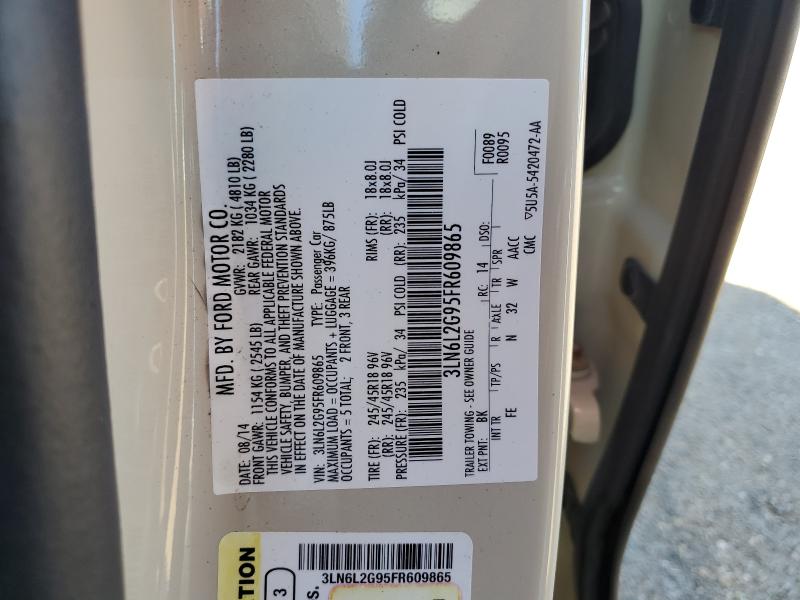 MFD. BY FORD MOTOR CO.
DATE: 08/14 GVWR: 2182 KG ( 4810 LB)
FRONT GAWR: 1154 KG ( 2545 LB) REAR GAWR: 1034 KG ( 2280 LB)
THIS VEHICLE CONFORMS TO ALL APPLICABLE FEDERAL MOTOR
VEHICLE SAFETY, BUMPER, AND THEFT PREVENTION STANDARDS
IN EFFECT ON THE DATE OF MANUFACTURE SHOWN ABOVE.
VIN: 3LN6L2G95FR609865 TYPE: Passenger Car
MAXIMUM LOAD = OCCUPANTS + LUGGAGE = 396KG/ 875LB
OCCUPANTS = 5 TOTAL: 2 FRONT, 3 REAR
TIRE (FR): 245/45R18 96V RIMS (FR): 18x8.0J
(RR): 245/45R18 96V (RR): 18x8.0J
PRESSURE (FR): 235 kPa/ 34 PSI COLD (RR): 235 kPa/ 34 PSI COLD
3LN6L2G95FR609865
TRAILER TOWING - SEE OWNER GUIDE
F0089
R0095
EXT PNT: BK RC: 14 DSO:
INT TR TP/PS R AXLE TR SPR
FE N 32 W AACC
CMC ▽5U5A-5420472-AA
3LN6L2G95FR609865
3